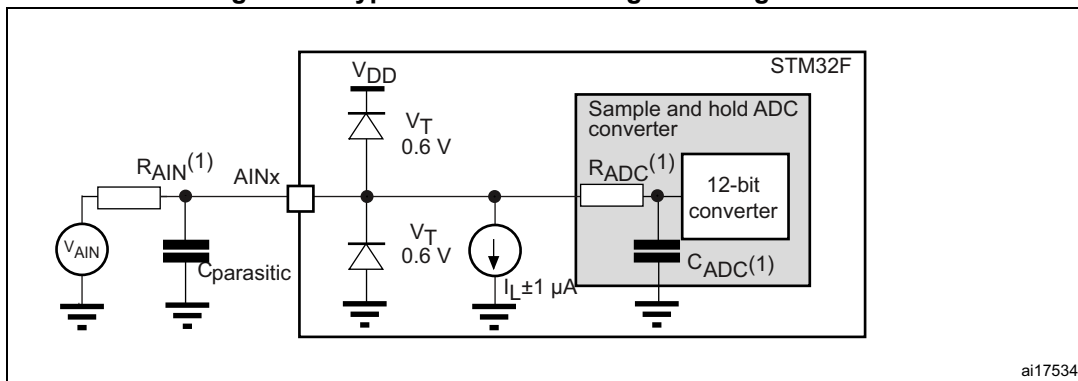 STM32F
VDD
VT
0.6 V
Sample and hold ADC
converter
RAIN(1)
AINx
RADC(1)
12-bit
converter
VAIN
Cparasitic
VT
0.6 V
IL±1 µA
CADC(1)
ai17534